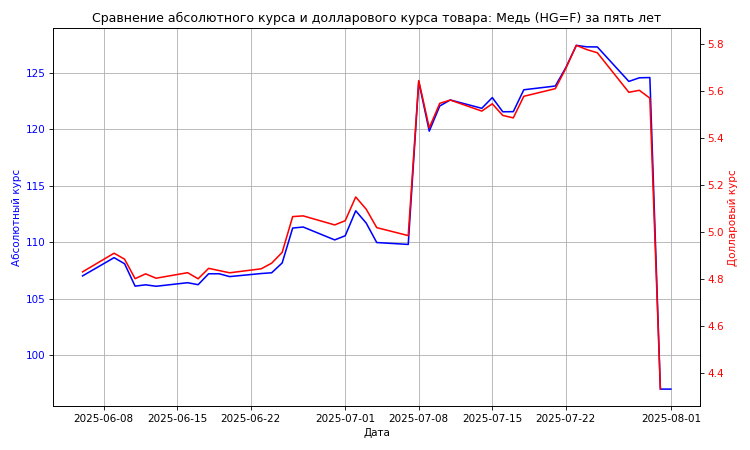 Сравнение абсолютного курса и долларового курса товара: Медь (HG=F) за пять лет
Абсолютный курс
125
120
115
110
105
100
5.8
5.6
5.4
5.2
5.0
4.8
4.6
4.4
Долларовый курс
2025-06-08 2025-06-15 2025-06-22 2025-07-01 2025-07-08 2025-07-15 2025-07-22 2025-08-01
Дата